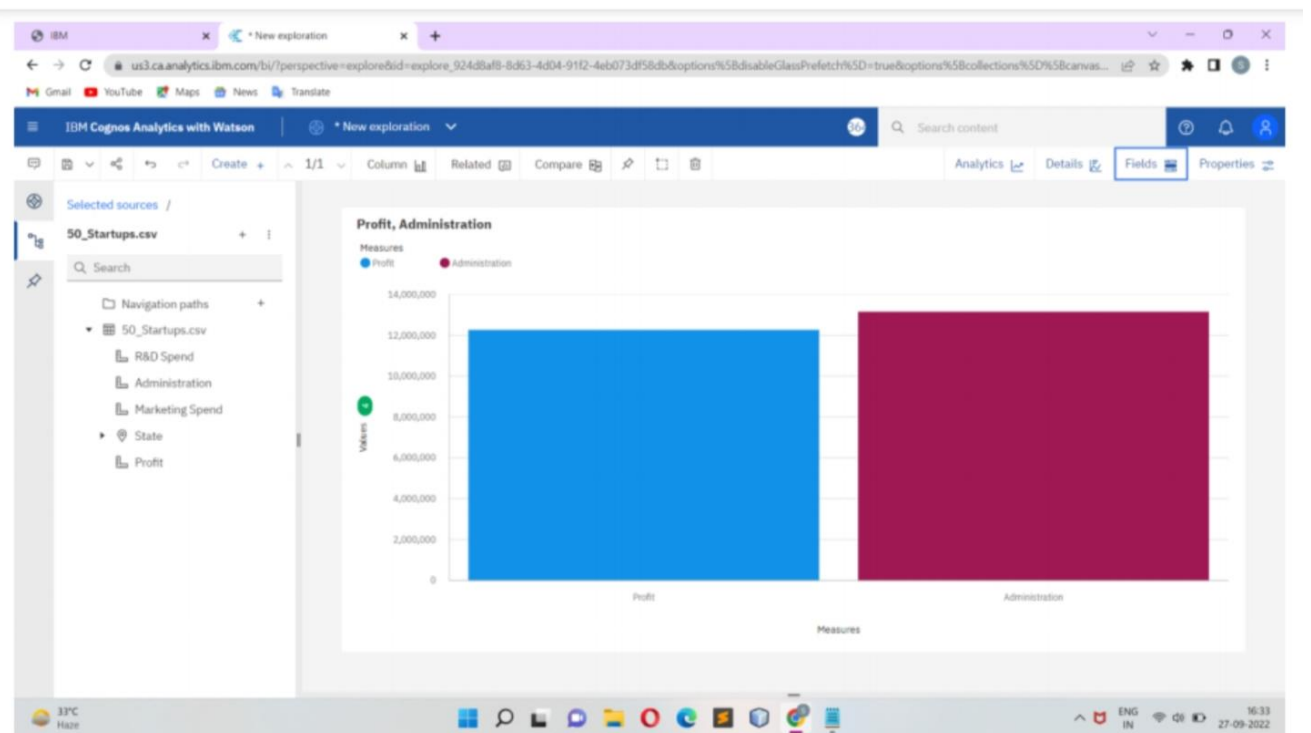 IBM
* New exploration
us3.ca.analytics.ibm.com/bi/?perspective=explore&id=explore_924d8af8-8d63-4d04-91f2-4eb073df58db&options%5BdisableGlassPrefetch%5D=true&options%5Bcollections%5D%5Bcanvas...
Gmail YouTube Maps News Translate
IBM Cognos Analytics with Watson * New exploration Search content
Create + 1/1 Column Related Compare Analytics Details Fields Properties
Selected sources /
50_Startups.csv
Search
Navigation paths
50_Startups.csv
R&D Spend
Administration
Marketing Spend
State
Profit
Profit, Administration
Measures
Profit Administration
14,000,000
12,000,000
10,000,000
8,000,000
6,000,000
4,000,000
2,000,000
0
Values
Profit Administration
Measures
33°C
Haze
ENG
IN
16:33
27-09-2022